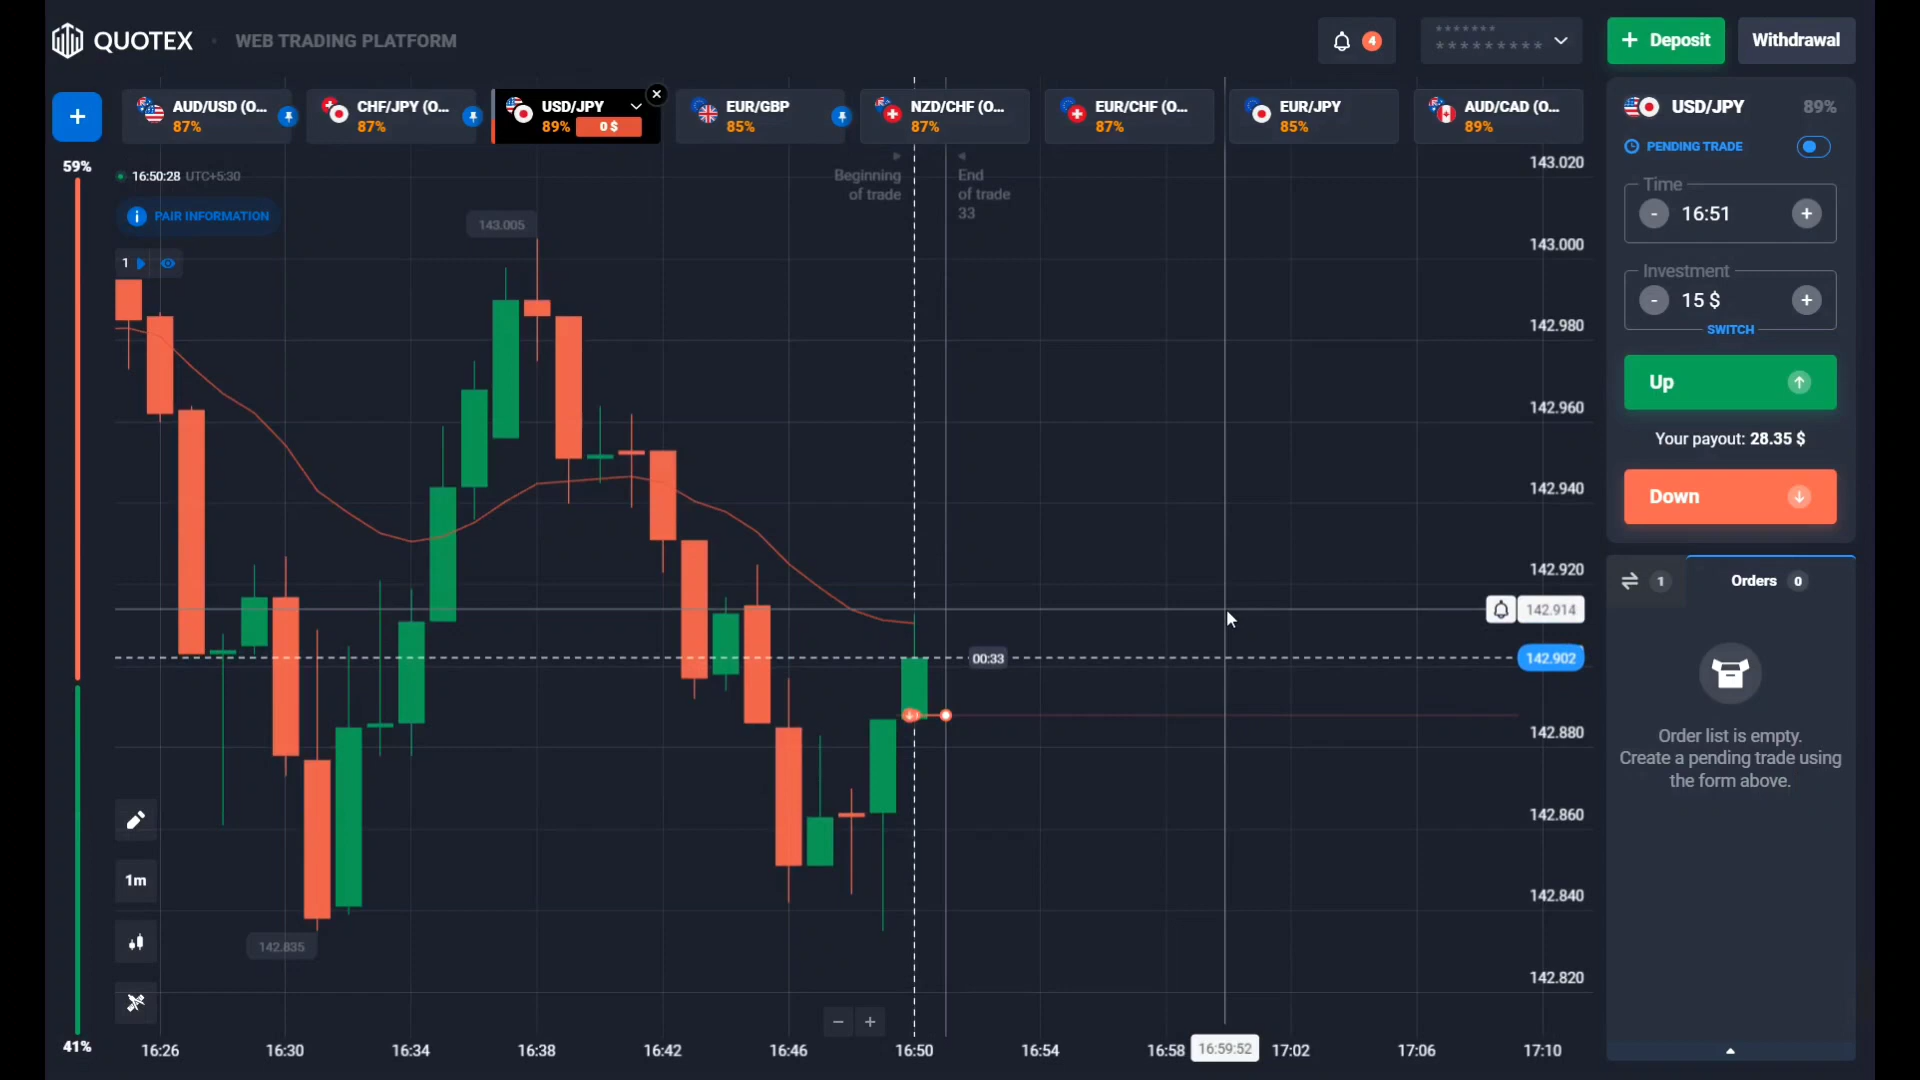 QUOTEX
WEB TRADING PLATFORM
4
*******
*********
+ Deposit
Withdrawal
+
AUD/USD (O...
87%
CHF/JPY (O...
87%
USD/JPY
89% 0 $
EUR/GBP
85%
NZD/CHF (O...
87%
EUR/CHF (O...
87%
EUR/JPY
85%
AUD/CAD (O...
89%
USD/JPY 89%
PENDING TRADE
Time
- 16:51 +
Investment
- 15 $ +
SWITCH
Up
Your payout: 28.35 $
Down
1
Orders 0
Order list is empty.
Create a pending trade using
the form above.
59%
16:50:28 UTC+5:30
PAIR INFORMATION
1
Beginning
of trade
End
of trade
33
143.005
142.835
00:33
143.020
143.000
142.980
142.960
142.940
142.920
142.914
142.902
142.880
142.860
142.840
142.820
1m
41%
− +
16:26
16:30
16:34
16:38
16:42
16:46
16:50
16:54
16:58
16:59:52
17:02
17:06
17:10